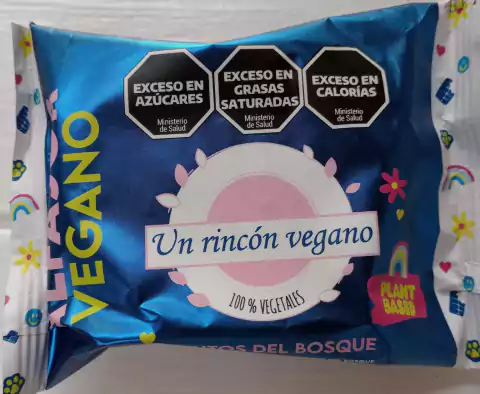 EXCESO EN
AZÚCARES
Ministerio
de Salud
EXCESO EN
GRASAS
SATURADAS
Ministerio
de Salud
EXCESO EN
CALORÍAS
Ministerio
de Salud
VEGANO
Un rincón vegano
100 % VEGETALES
PLANT
BASED
DEL BOSQUE